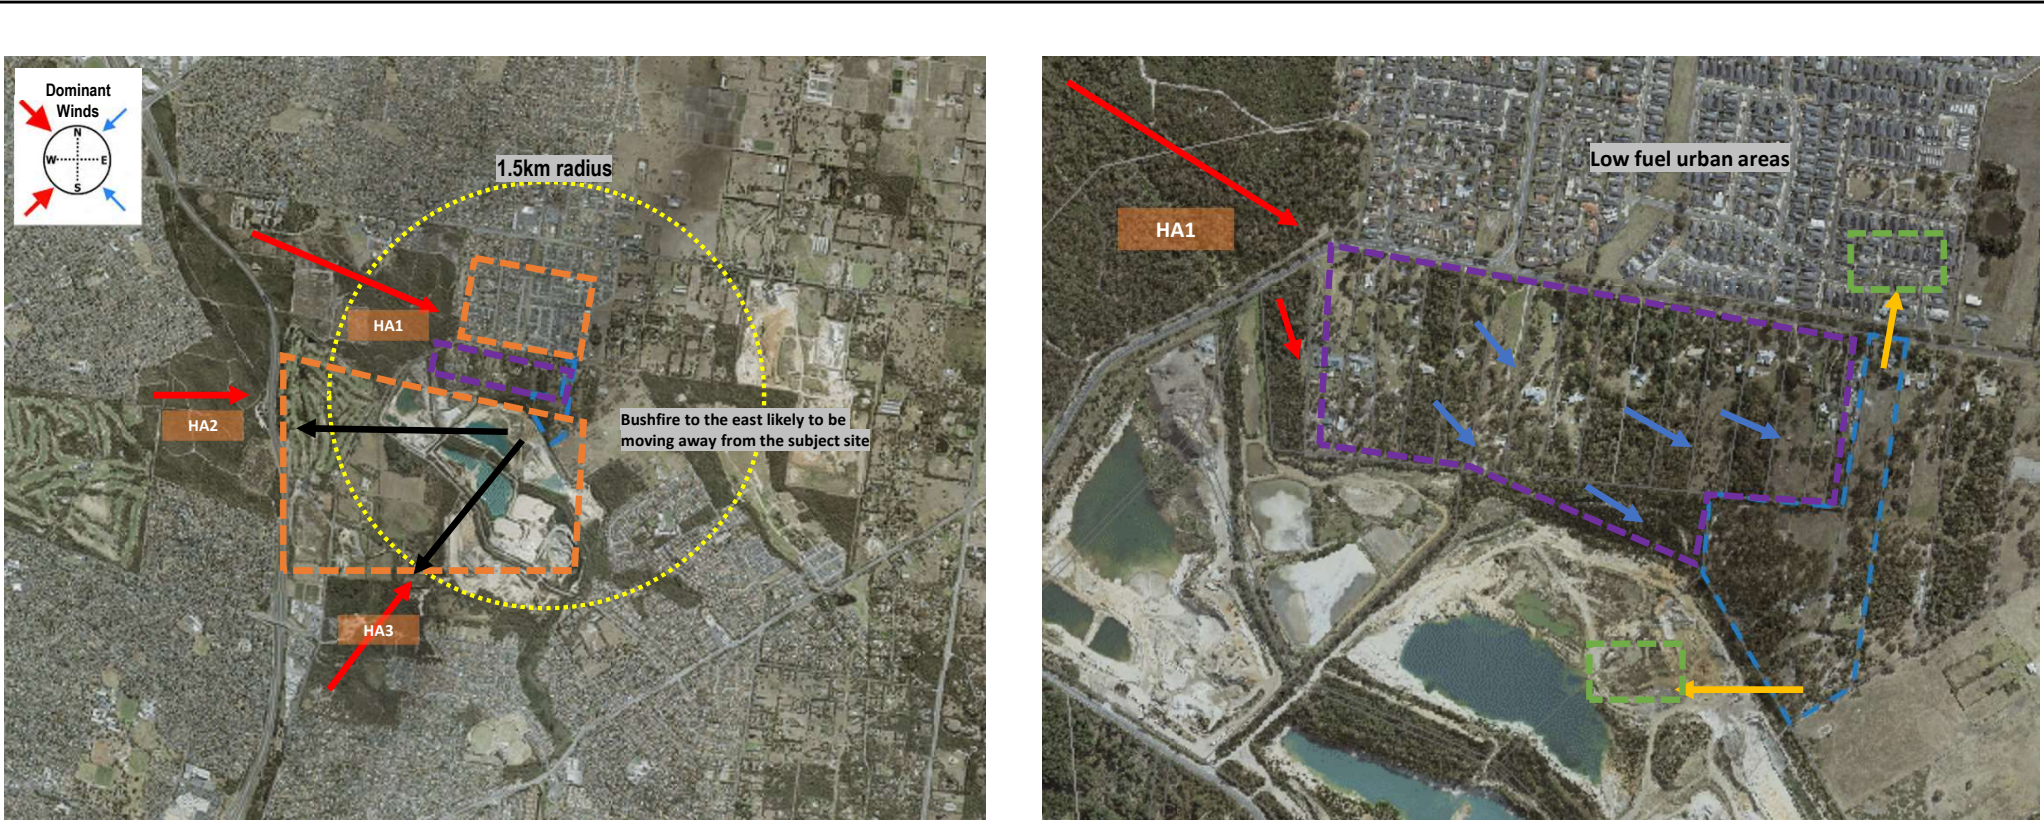 Dominant
Winds
N
W
E
S
1.5km radius
HA1
HA2
Bushfire to the east likely to be
moving away from the subject site
HA3
Low fuel urban areas
HA1